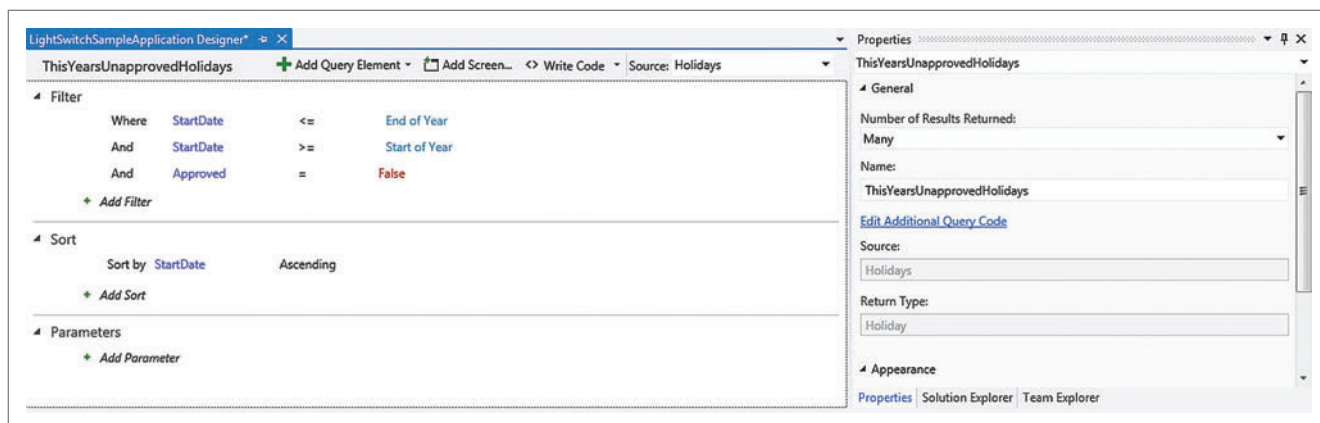 LightSwitchSampleApplication Designer*
ThisYearsUnapprovedHolidays Add Query Element Add Screen... <> Write Code Source: Holidays
Filter
Where StartDate <= End of Year
And StartDate >= Start of Year
And Approved = False
+ Add Filter
Sort
Sort by StartDate Ascending
+ Add Sort
Parameters
+ Add Parameter
Properties
ThisYearsUnapprovedHolidays
General
Number of Results Returned:
Many
Name:
ThisYearsUnapprovedHolidays
Edit Additional Query Code
Source:
Holidays
Return Type:
Holiday
Appearance
Properties Solution Explorer Team Explorer